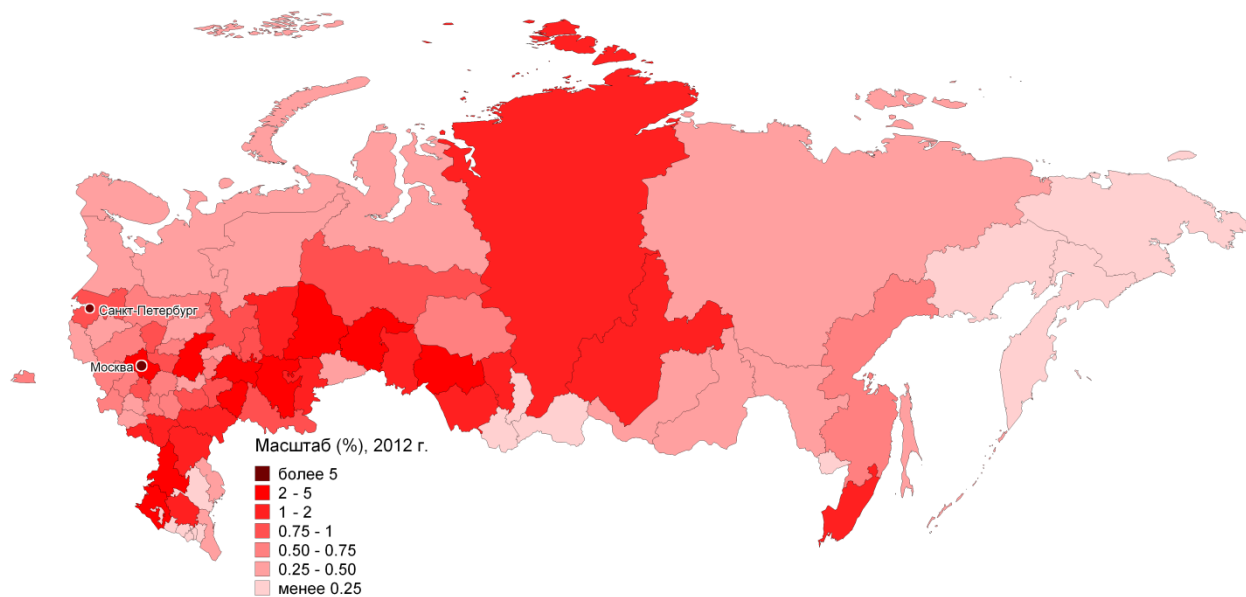 Санкт-Петербург
Москва
Масштаб (%), 2012 г.
более 5
2 - 5
1 - 2
0.75 - 1
0.50 - 0.75
0.25 - 0.50
менее 0.25